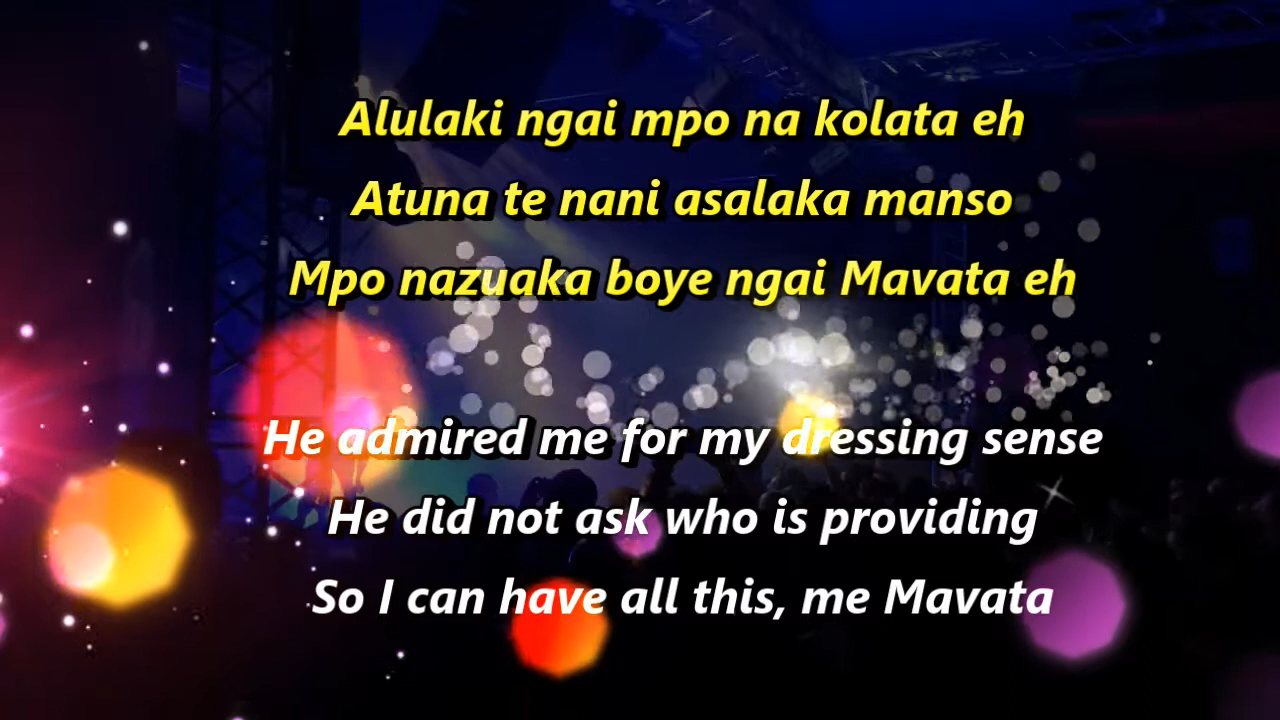 Alulaki ngai mpo na kolata eh
Atuna te nani asalaka manso
Mpo nazuaka boye ngai Mavata eh
He admired me for my dressing sense
He did not ask who is providing
So I can have all this, me Mavata